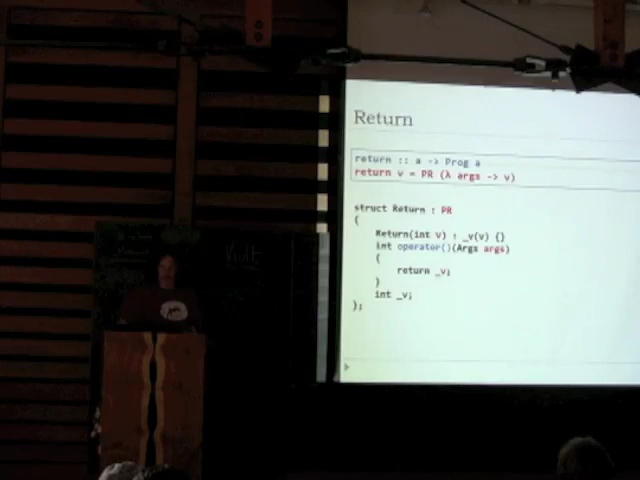 Return
return :: a -> Prog a
return v = PR (λ args -> v)
struct Return : PR
{
Return(int v) : _v(v) {}
int operator()(Args args)
{
return _v;
}
int _v;
};